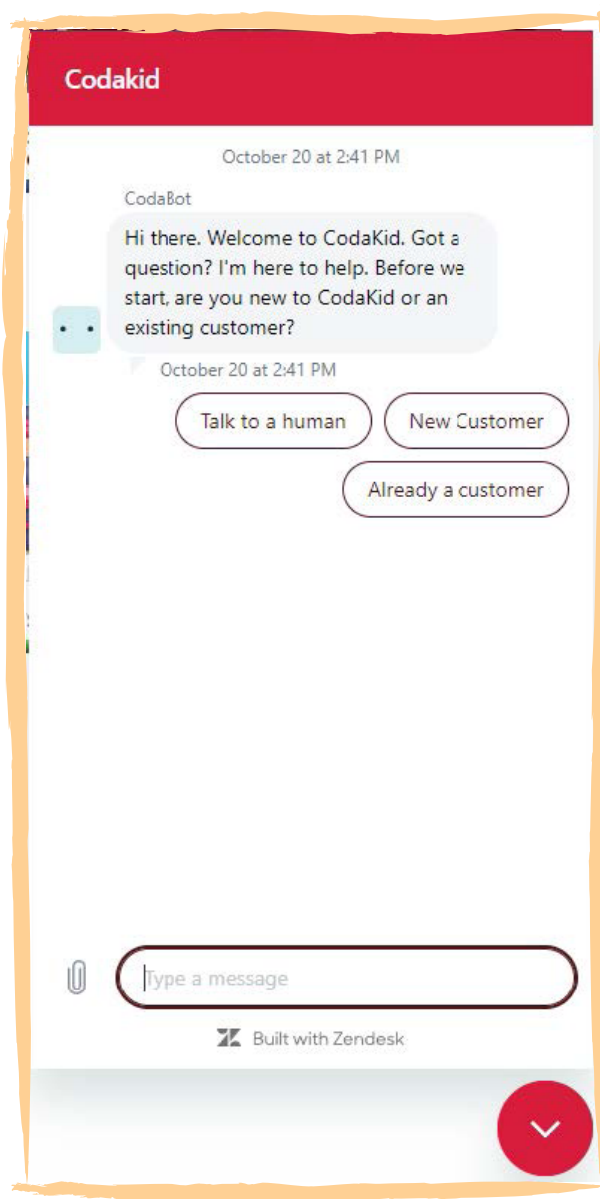 Codakid
October 20 at 2:41 PM
CodaBot
Hi there. Welcome to CodaKid. Got a
question? I'm here to help. Before we
start, are you new to CodaKid or an
existing customer?
October 20 at 2:41 PM
Talk to a human
New Customer
Already a customer
Type a message
Built with Zendesk